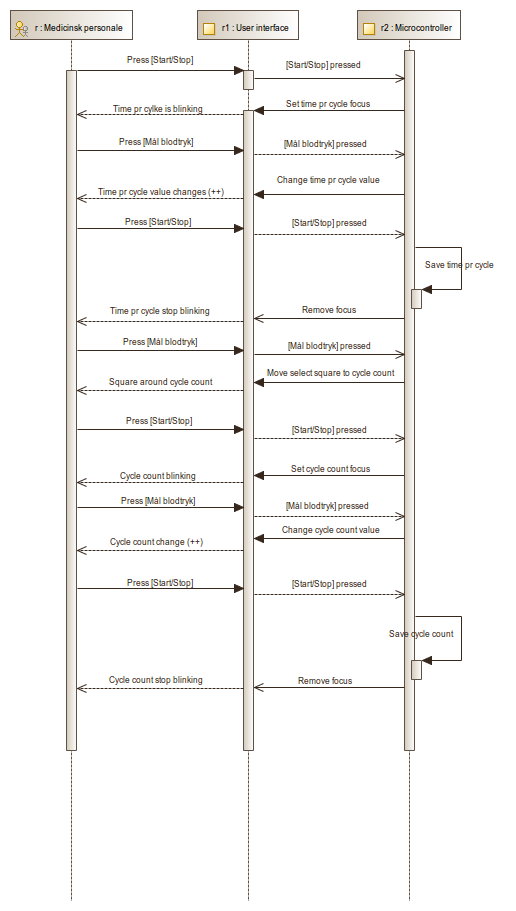 r : Medicinsk personale
r1 : User interface
r2 : Microcontroller
Press [Start/Stop]
[Start/Stop] pressed
Set time pr cycle focus
Time pr cylke is blinking
Press [Mål blodtryk]
[Mål blodtryk] pressed
Change time pr cycle value
Time pr cycle value changes (++)
Press [Start/Stop]
[Start/Stop] pressed
Save time pr cycle
Remove focus
Time pr cycle stop blinking
Press [Mål blodtryk]
[Mål blodtryk] pressed
Move select square to cycle count
Square around cycle count
Press [Start/Stop]
[Start/Stop] pressed
Set cycle count focus
Cycle count blinking
Press [Mål blodtryk]
[Mål blodtryk] pressed
Change cycle count value
Cycle count change (++)
Press [Start/Stop]
[Start/Stop] pressed
Save cycle count
Remove focus
Cycle count stop blinking